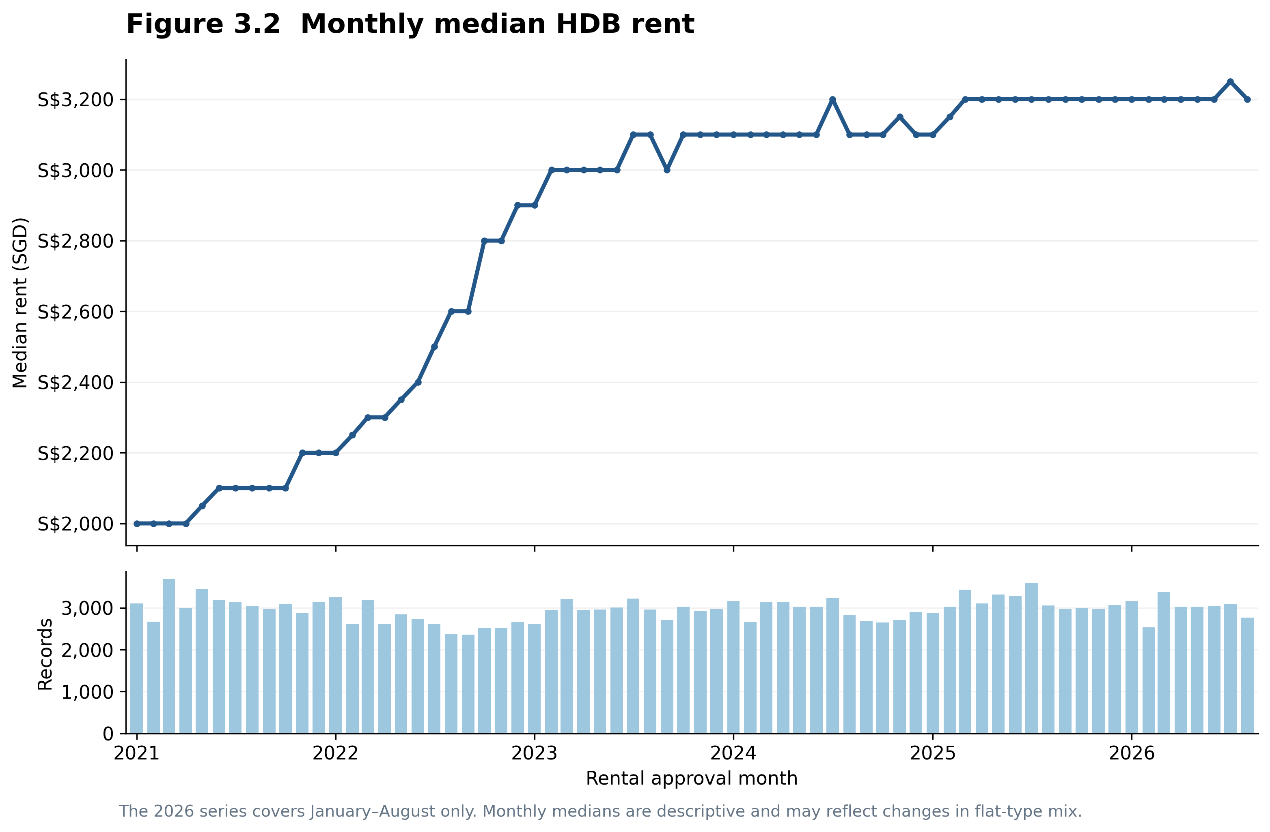 Figure 3.2  Monthly median HDB rent
Median rent (SGD)
S$3,200
S$3,000
S$2,800
S$2,600
S$2,400
S$2,200
S$2,000
Records
3,000
2,000
1,000
0
2021 2022 2023 2024 2025 2026
Rental approval month
The 2026 series covers January–August only. Monthly medians are descriptive and may reflect changes in flat-type mix.